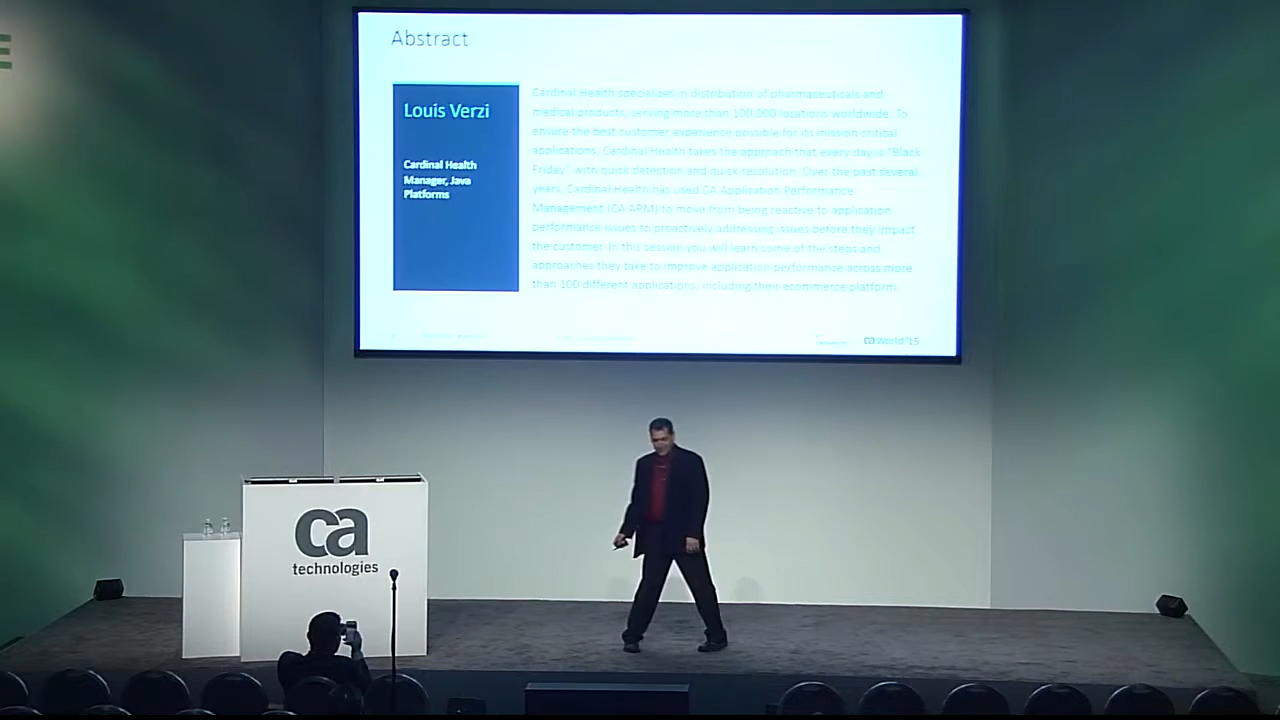 Abstract
Louis Verzi
Cardinal Health
Manager, Java
Platforms
Cardinal Health specializes in distribution of pharmaceuticals and
medical products, serving more than 100,000 locations worldwide. To
ensure the best customer experience possible for its mission critical
applications, Cardinal Health takes the approach that every day is "Black
Friday" with quick detection and quick resolution. Over the past several
years, Cardinal Health has used CA Application Performance
Management (CA APM) to move from being reactive to application
performance issues to proactively addressing issues before they impact
the customer. In this session you will learn some of the steps and
approaches they take to improve application performance across more
than 100 different applications, including their ecommerce platform.
ca World '15
ca
technologies